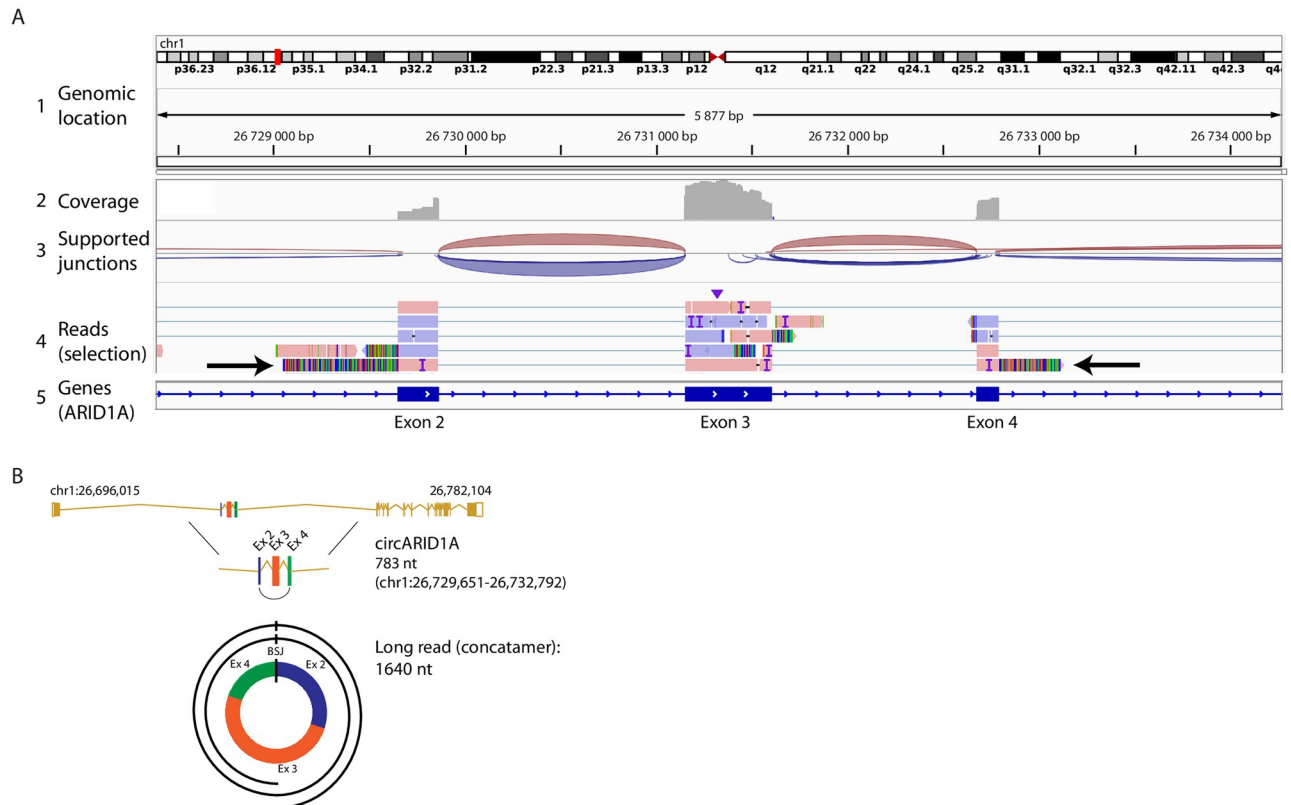 A
chr1
p36.23 p36.12 p35.1 p34.1 p32.2 p31.2 p22.3 p21.3 p13.3 p12 q12 q21.1 q22 q24.1 q25.2 q31.1 q32.1 q32.3 q42.11 q42.3
1 Genomic
location
5 877 bp
26 729 000 bp 26 730 000 bp 26 731 000 bp 26 732 000 bp 26 733 000 bp 26 734 000 bp
2 Coverage
3 Supported
junctions
4 Reads
(selection)
5 Genes
(ARID1A)
Exon 2 Exon 3 Exon 4
B
chr1:26,696,015 26,782,104
Ex 2 Ex 3 Ex 4
circARID1A
783 nt
(chr1:26,729,651-26,732,792)
Long read (concatamer):
1640 nt
BSJ
Ex 4 Ex 2
Ex 3